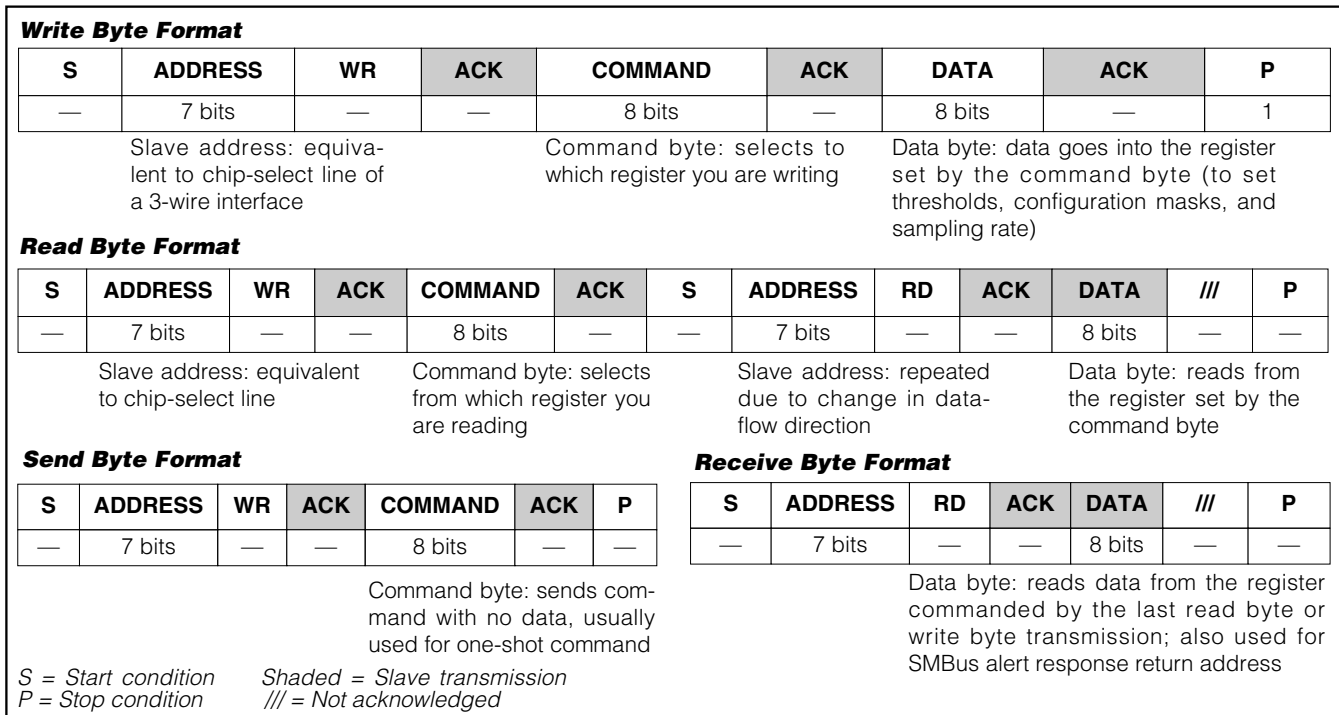 Write Byte Format
S ADDRESS WR ACK COMMAND ACK DATA ACK P
— 7 bits — — 8 bits — 8 bits — 1
Slave address: equiva-
lent to chip-select line of
a 3-wire interface
Command byte: selects to
which register you are writing
Data byte: data goes into the register
set by the command byte (to set
thresholds, configuration masks, and
sampling rate)
Read Byte Format
S ADDRESS WR ACK COMMAND ACK S ADDRESS RD ACK DATA /// P
— 7 bits — — 8 bits — — 7 bits — — 8 bits — —
Slave address: equivalent
to chip-select line
Command byte: selects
from which register you
are reading
Slave address: repeated
due to change in data-
flow direction
Data byte: reads from
the register set by the
command byte
Send Byte Format
S ADDRESS WR ACK COMMAND ACK P
— 7 bits — — 8 bits — —
Command byte: sends com-
mand with no data, usually
used for one-shot command
Receive Byte Format
S ADDRESS RD ACK DATA /// P
— 7 bits — — 8 bits — —
Data byte: reads data from the register
commanded by the last read byte or
write byte transmission; also used for
SMBus alert response return address
S = Start condition Shaded = Slave transmission
P = Stop condition /// = Not acknowledged